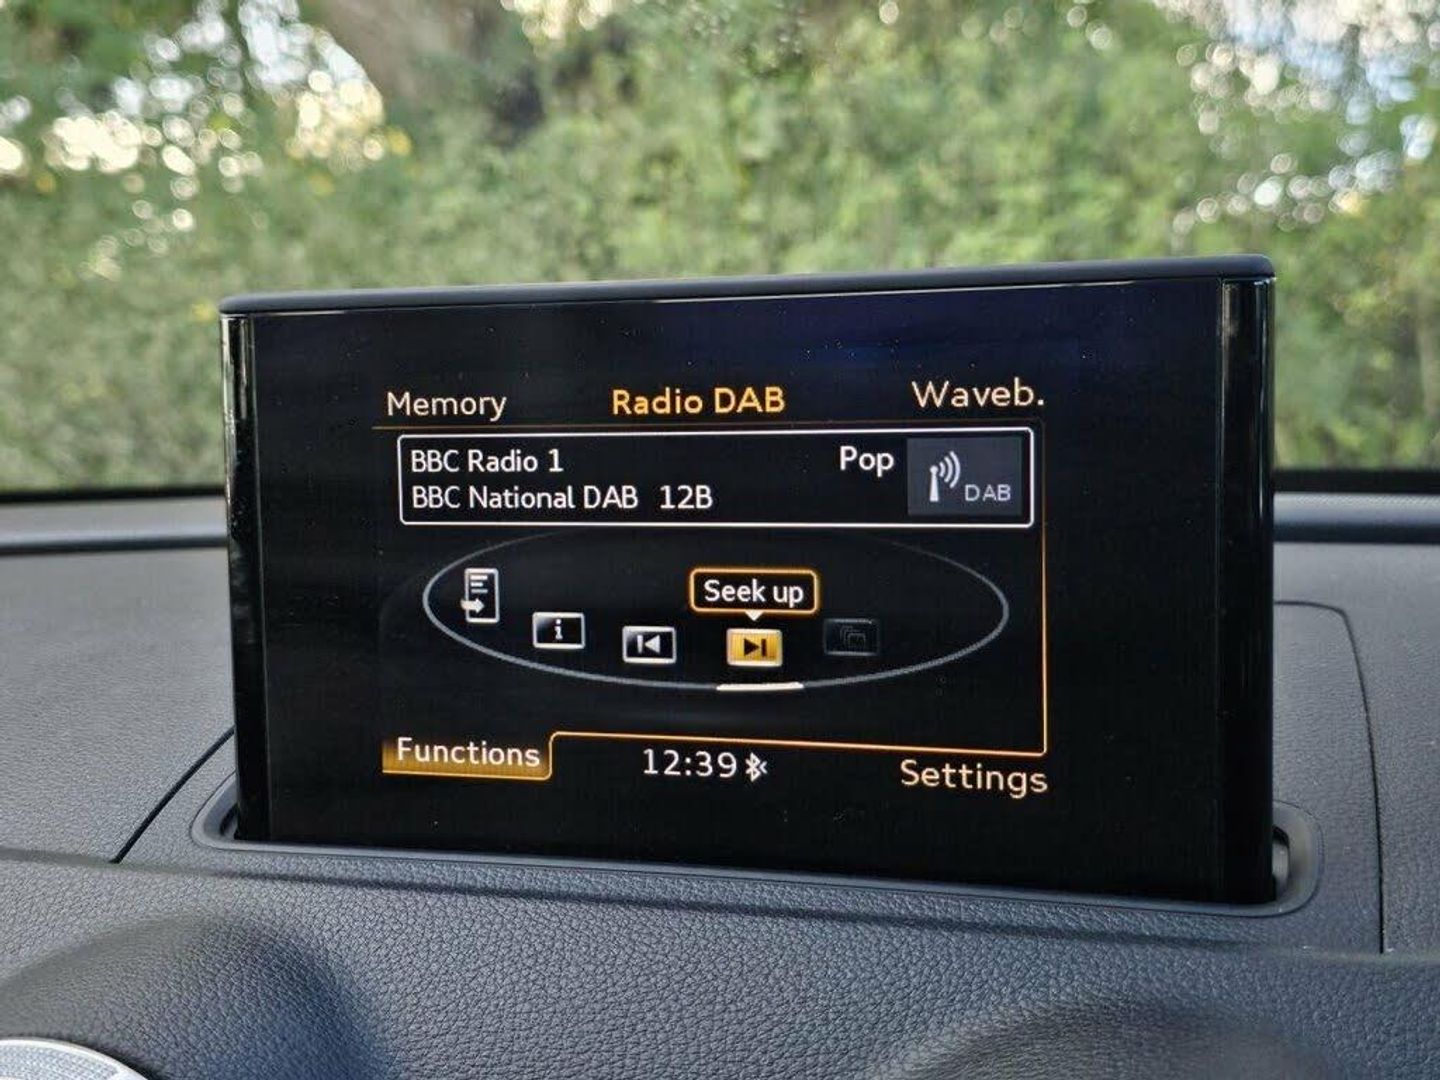 Memory Radio DAB Waveb.
BBC Radio 1 Pop
BBC National DAB 12B
DAB
Seek up
i
Functions 12:39 Settings